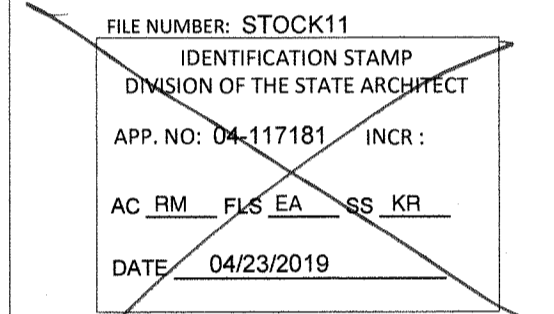 FILE NUMBER: STOCK11
IDENTIFICATION STAMP
DIVISION OF THE STATE ARCHITECT
APP. NO: 04-117181 INCR :
AC RM FLS EA SS KR
DATE 04/23/2019